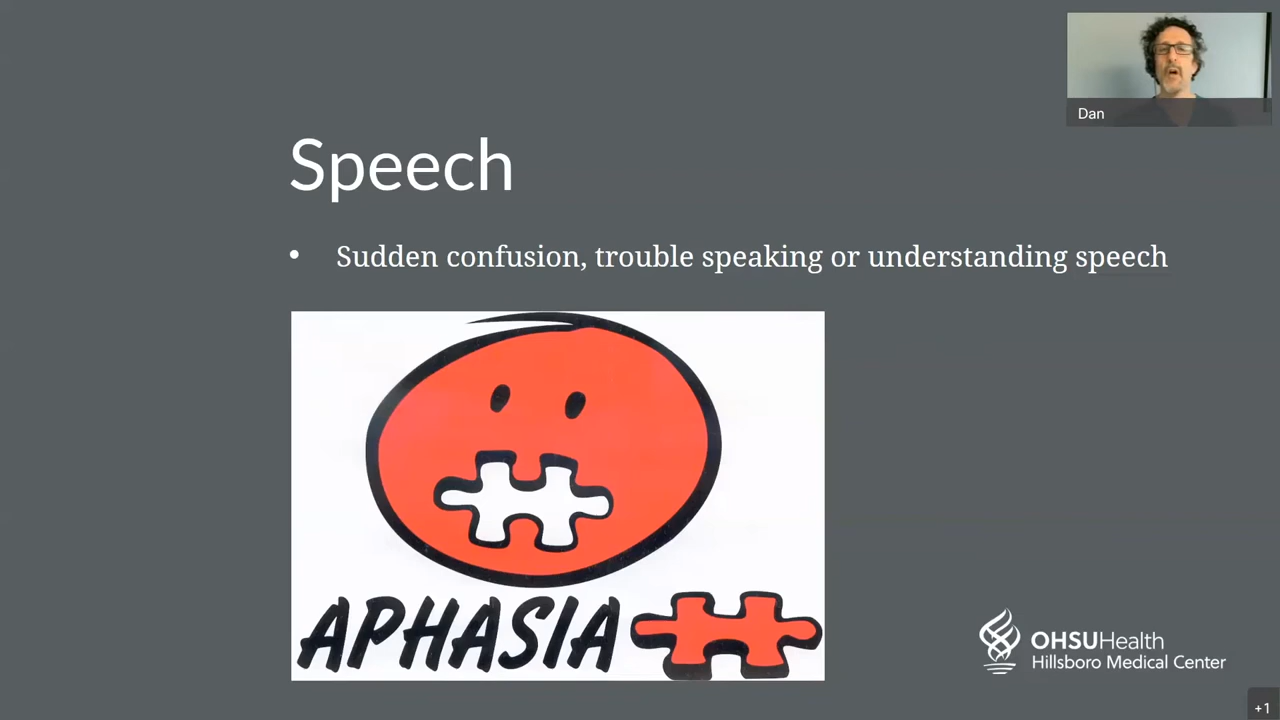 Dan
Speech
• Sudden confusion, trouble speaking or understanding speech
APHASIA
OHSUHealth
Hillsboro Medical Center
+1